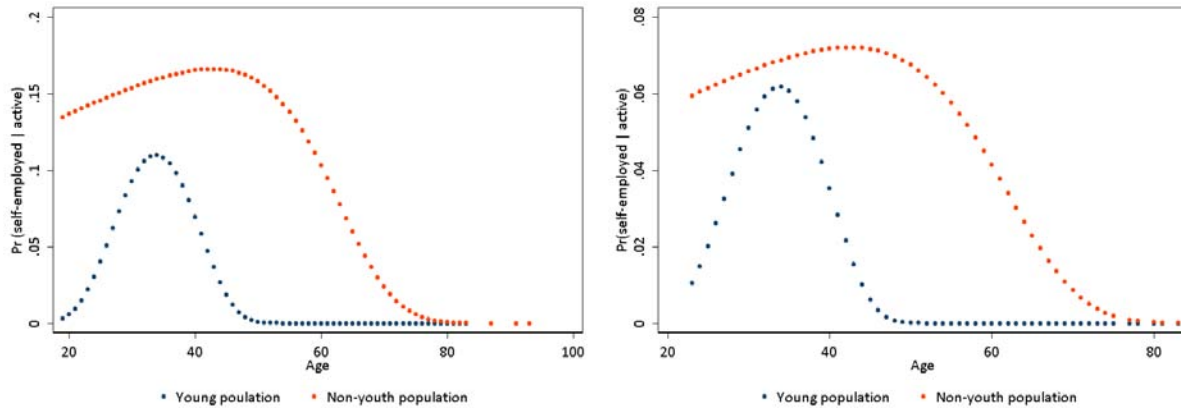 .2
.15
.1
.05
0
Pr (self-employed | active)
20 40 60 80 100
Age
Young poulation Non-youth population
.08
.06
.04
.02
0
Pr(self-employed | active)
20 40 60 80
Age
Young population Non-youth population